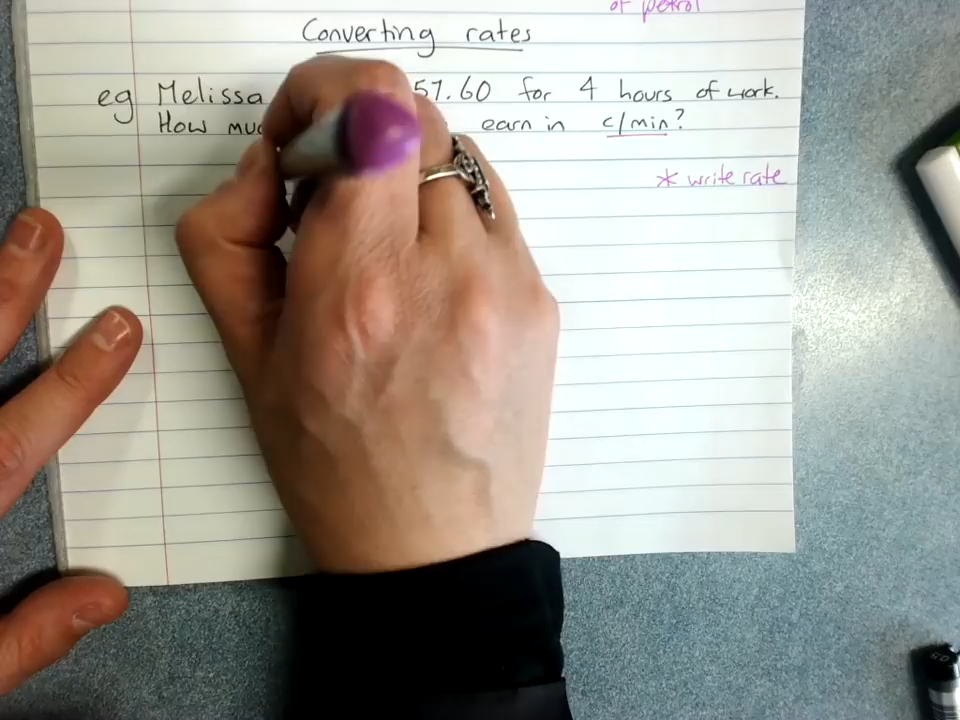 of petrol
Converting rates
eg Melissa 57.60 for 4 hours of work.
How earn in c/min?
* write rate